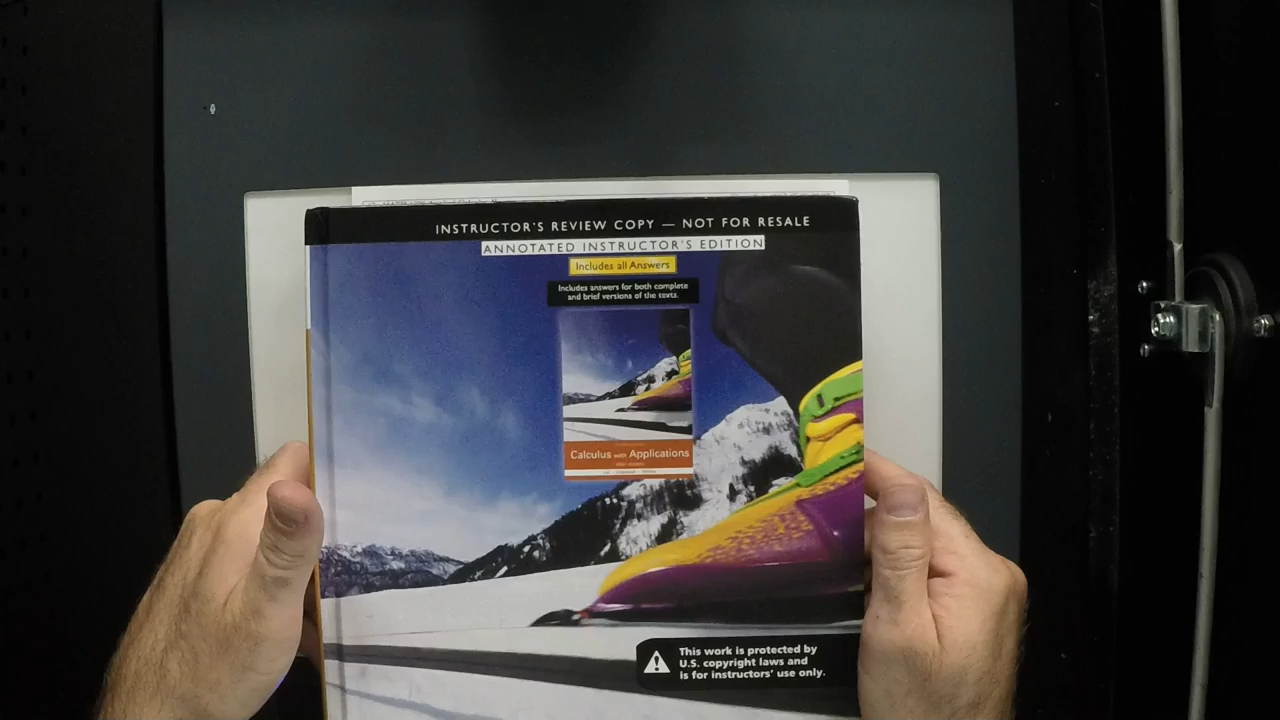 INSTRUCTOR'S REVIEW COPY — NOT FOR RESALE
ANNOTATED INSTRUCTOR'S EDITION
Includes all Answers
Includes answers for both complete
and brief versions of the texts.
Calculus with Applications
This work is protected by
U.S. copyright laws and
is for instructors' use only.